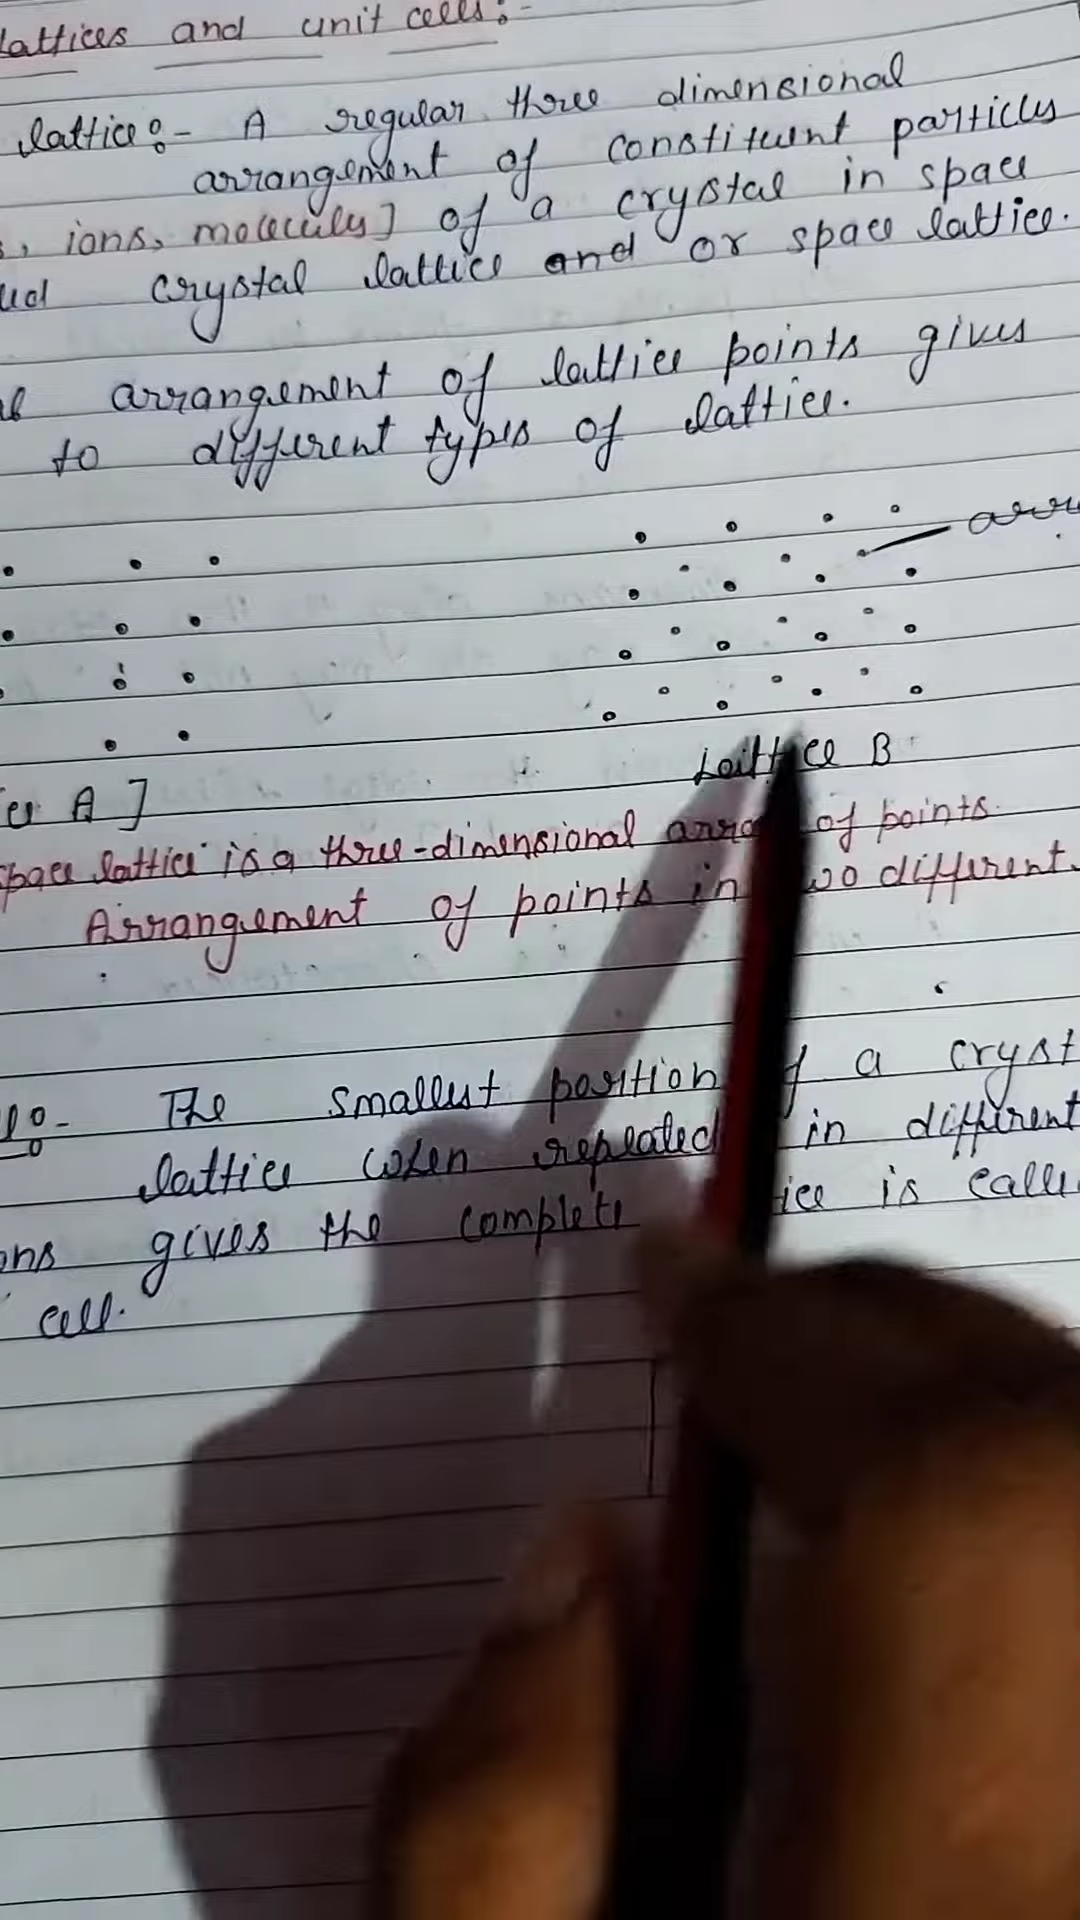 lattices and unit cells:-
lattice:- A regular three dimensional
arrangement of constituent particles
, ions, molecules] of a crystal in space
crystal lattice and or space lattice.
arrangement of lattice points gives
to different types of lattice.
Lattice B
A ]
space lattice is a three-dimensional array of points.
Arrangement of points in two different.
The smallest portion of a cryst
lattice when repeated in different
ons gives the complete lattice is calle
cell.